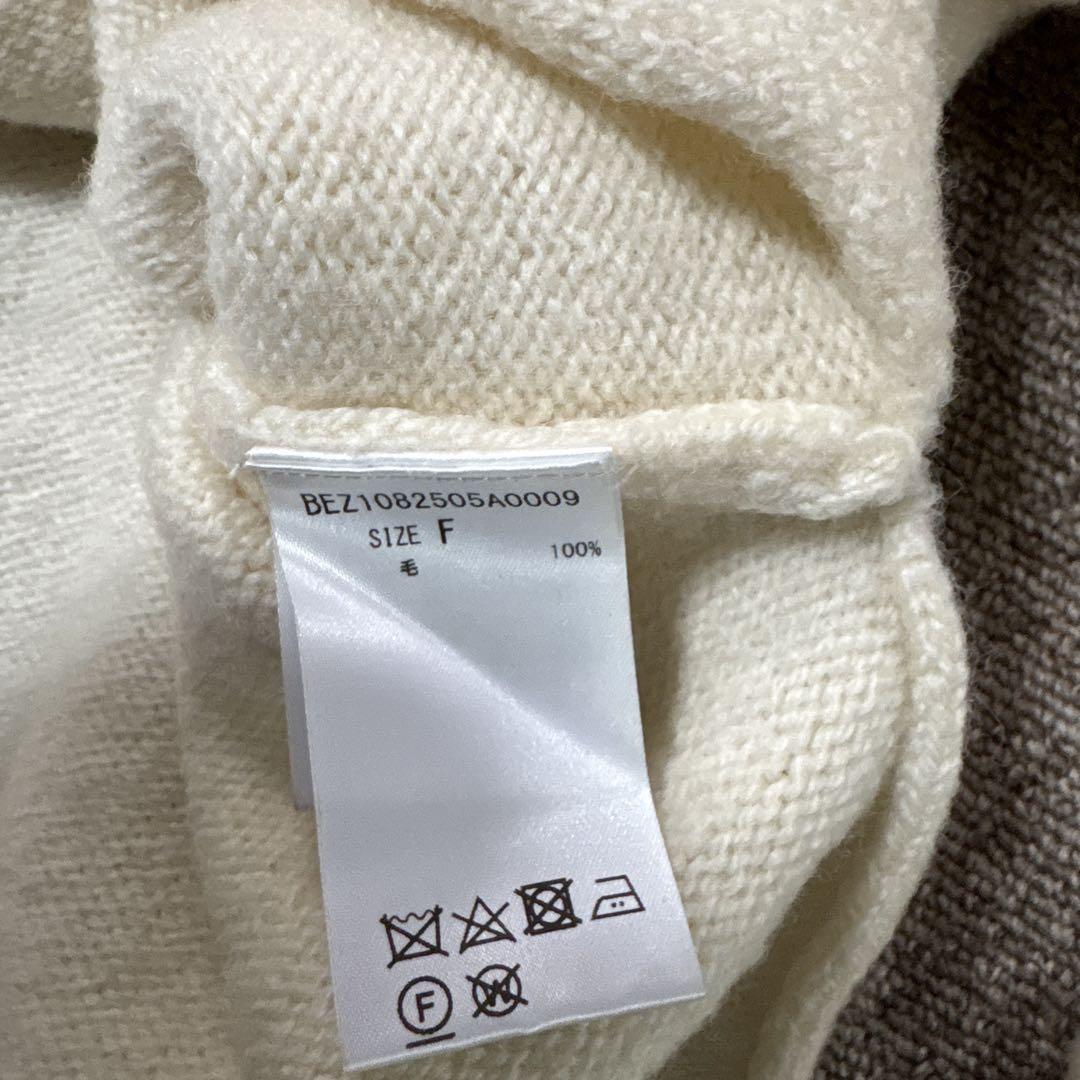 BEZ1082505A0009
SIZE F
毛 100%
F
W